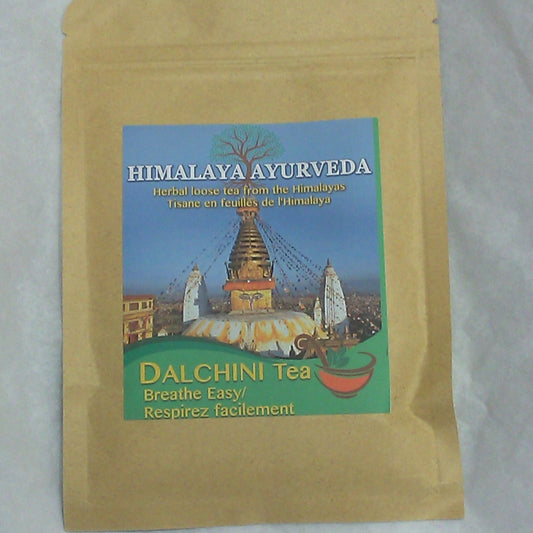 HIMALAYA AYURVEDA
Herbal loose tea from the Himalayas
Tisane en feuilles de l'Himalaya
DALCHINI Tea
Breathe Easy/
Respirez facilement